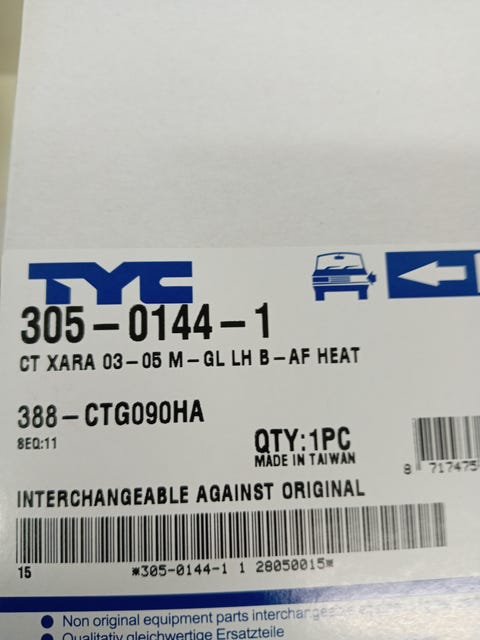 TYC
305-0144-1
CT XARA 03-05 M-GL LH B-AF HEAT
388-CTG090HA
8EQ:11
QTY:1PC
MADE IN TAIWAN
8 717475
INTERCHANGEABLE AGAINST ORIGINAL
15 *305-0144-1 1 28050015*
Non original equipment parts interchangeable
Qualitativ gleichwertige Ersatzteile